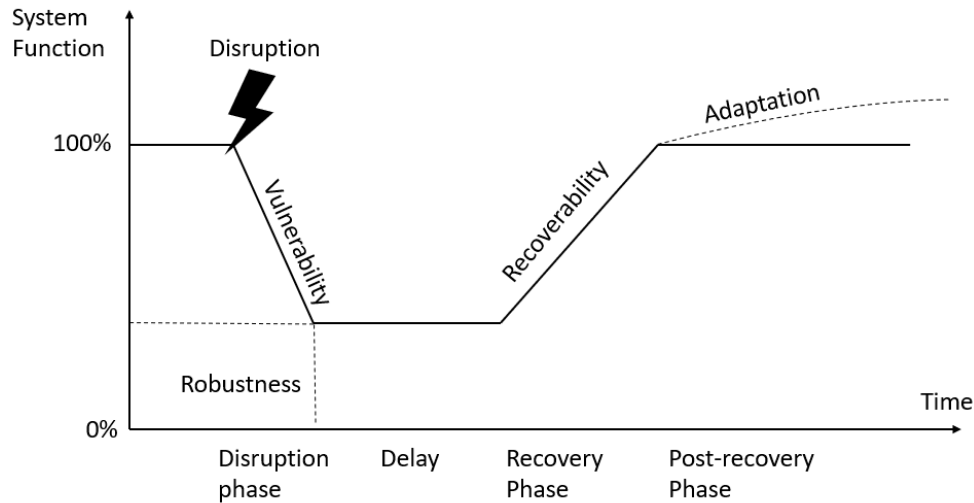 System
Function
Disruption
Adaptation
100%
Vulnerability
Recoverability
Robustness
Time
0%
Disruption
phase
Delay
Recovery
Phase
Post-recovery
Phase